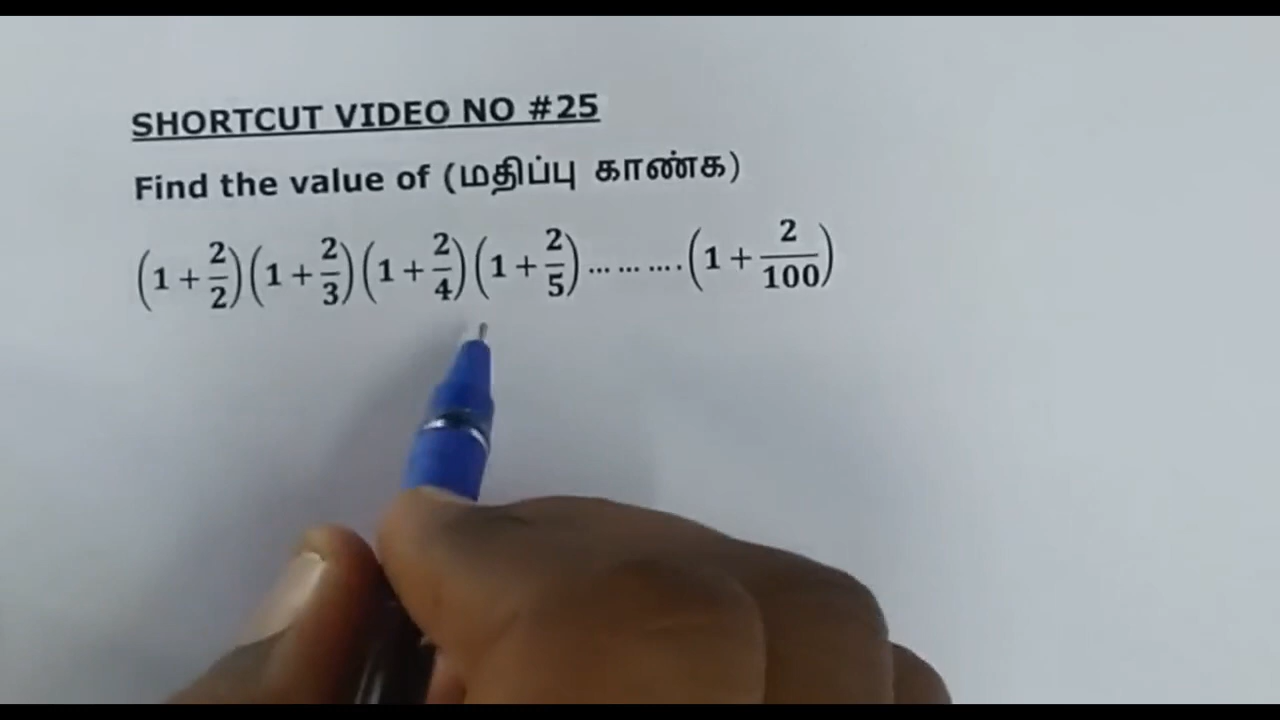 SHORTCUT VIDEO NO #25
Find the value of (மதிப்பு காண்க)
(1 + 2/2)(1 + 2/3)(1 + 2/4)(1 + 2/5)... ... ... .(1 + 2/100)